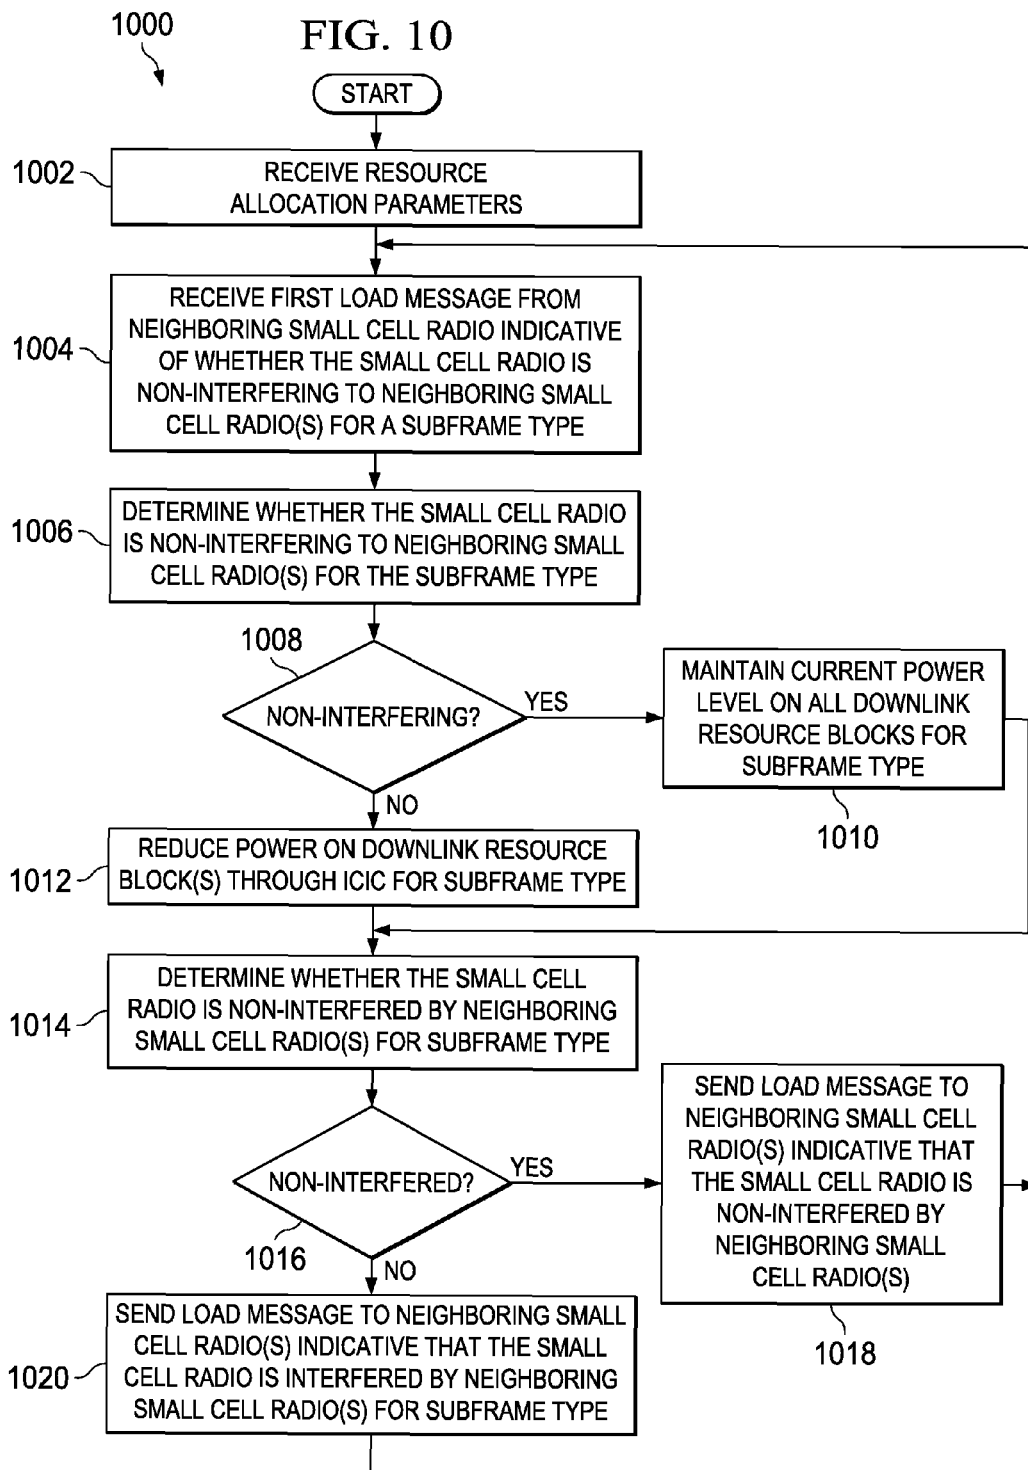 1000
FIG. 10
START
1002
RECEIVE RESOURCE
ALLOCATION PARAMETERS
1004
RECEIVE FIRST LOAD MESSAGE FROM
NEIGHBORING SMALL CELL RADIO INDICATIVE
OF WHETHER THE SMALL CELL RADIO IS
NON-INTERFERING TO NEIGHBORING SMALL
CELL RADIO(S) FOR A SUBFRAME TYPE
1006
DETERMINE WHETHER THE SMALL CELL RADIO
IS NON-INTERFERING TO NEIGHBORING SMALL
CELL RADIO(S) FOR THE SUBFRAME TYPE
1008
NON-INTERFERING?
YES
MAINTAIN CURRENT POWER
LEVEL ON ALL DOWNLINK
RESOURCE BLOCKS FOR
SUBFRAME TYPE
1010
NO
1012
REDUCE POWER ON DOWNLINK RESOURCE
BLOCK(S) THROUGH ICIC FOR SUBFRAME TYPE
1014
DETERMINE WHETHER THE SMALL CELL
RADIO IS NON-INTERFERED BY NEIGHBORING
SMALL CELL RADIO(S) FOR SUBFRAME TYPE
NON-INTERFERED?
1016
YES
SEND LOAD MESSAGE TO
NEIGHBORING SMALL CELL
RADIO(S) INDICATIVE THAT
THE SMALL CELL RADIO IS
NON-INTERFERED BY
NEIGHBORING SMALL
CELL RADIO(S)
1018
NO
1020
SEND LOAD MESSAGE TO NEIGHBORING SMALL
CELL RADIO(S) INDICATIVE THAT THE SMALL
CELL RADIO IS INTERFERED BY NEIGHBORING
SMALL CELL RADIO(S) FOR SUBFRAME TYPE